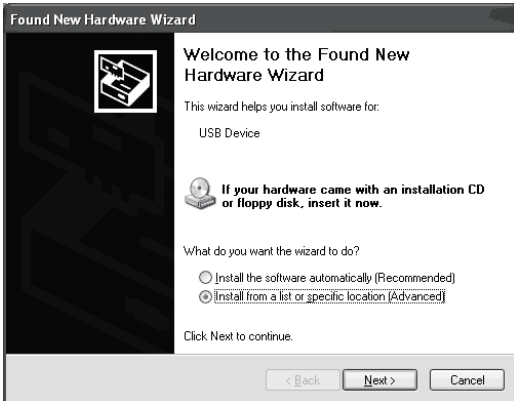 Found New Hardware Wizard
Welcome to the Found New
Hardware Wizard
This wizard helps you install software for:
USB Device
If your hardware came with an installation CD
or floppy disk, insert it now.
What do you want the wizard to do?
Install the software automatically (Recommended)
Install from a list or specific location (Advanced)
Click Next to continue.
< Back Next > Cancel